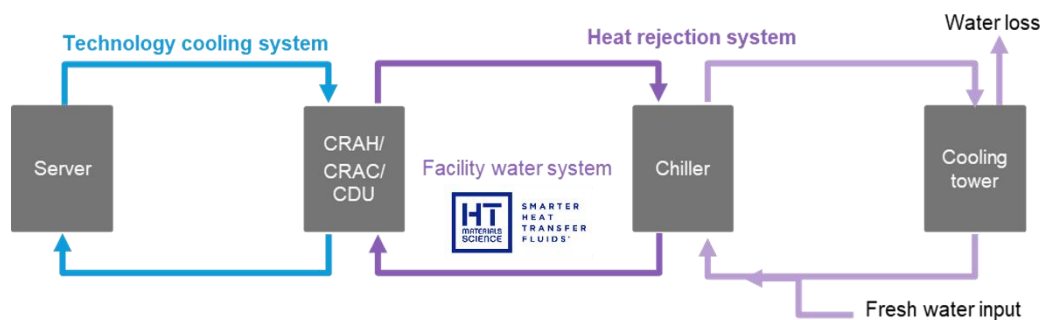 Water loss
Technology cooling system
Heat rejection system
Server
CRAH/
CRAC/
CDU
Facility water system
HT
MATERIALS
SCIENCE
SMARTER
HEAT
TRANSFER
FLUIDS
Chiller
Cooling
tower
Fresh water input